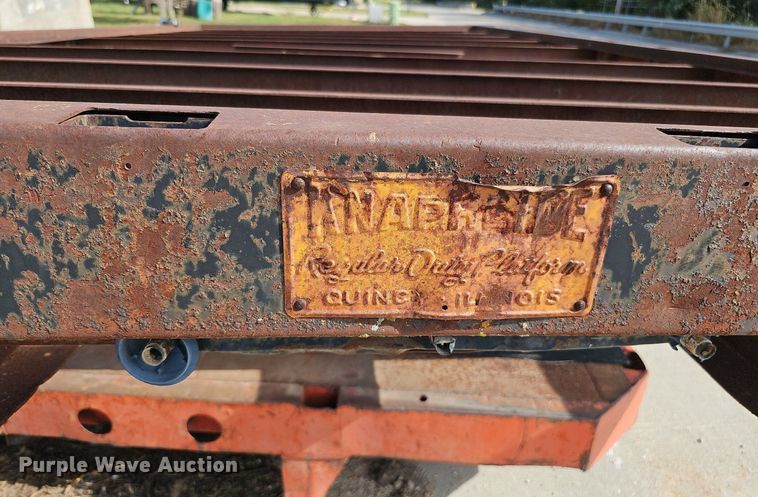 KNAPHEIDE
Regular Duty Platform
QUINCY ILLINOIS
Purple Wave Auction